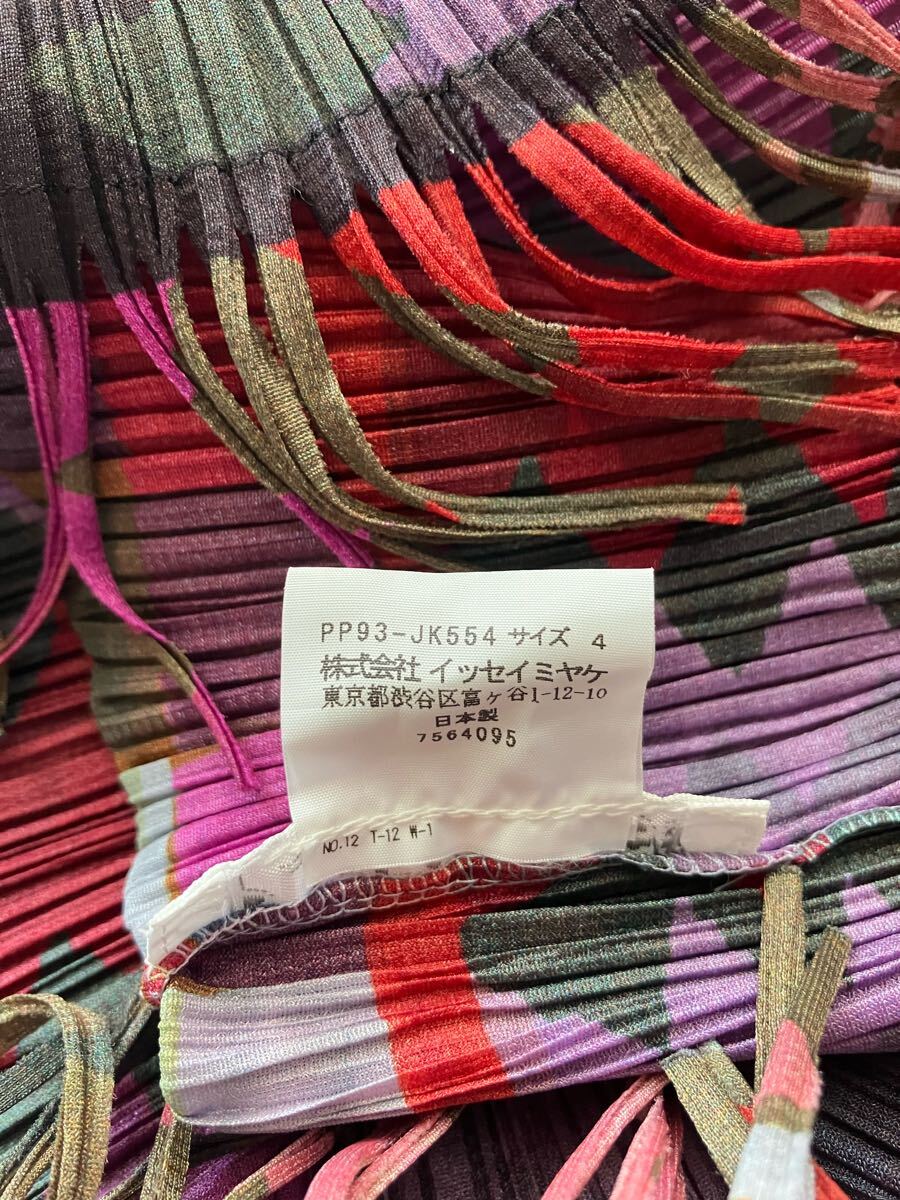 PP93-JK554 サイズ 4
株式会社 イッセイミヤケ
東京都渋谷区富ヶ谷1-12-10
日本製
7564095
NO.12 T-12 W-1